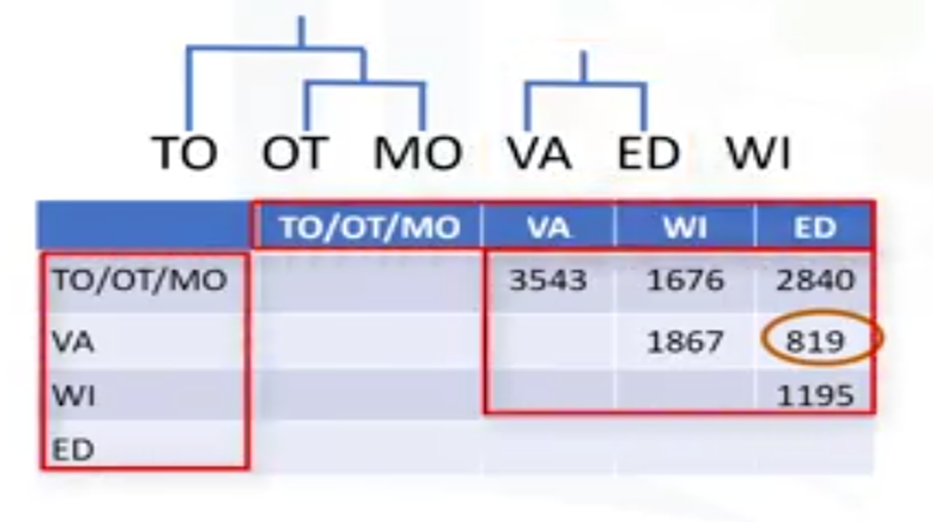 TO OT MO VA ED WI
TO/OT/MO VA WI ED
TO/OT/MO 3543 1676 2840
VA 1867 819
WI 1195
ED